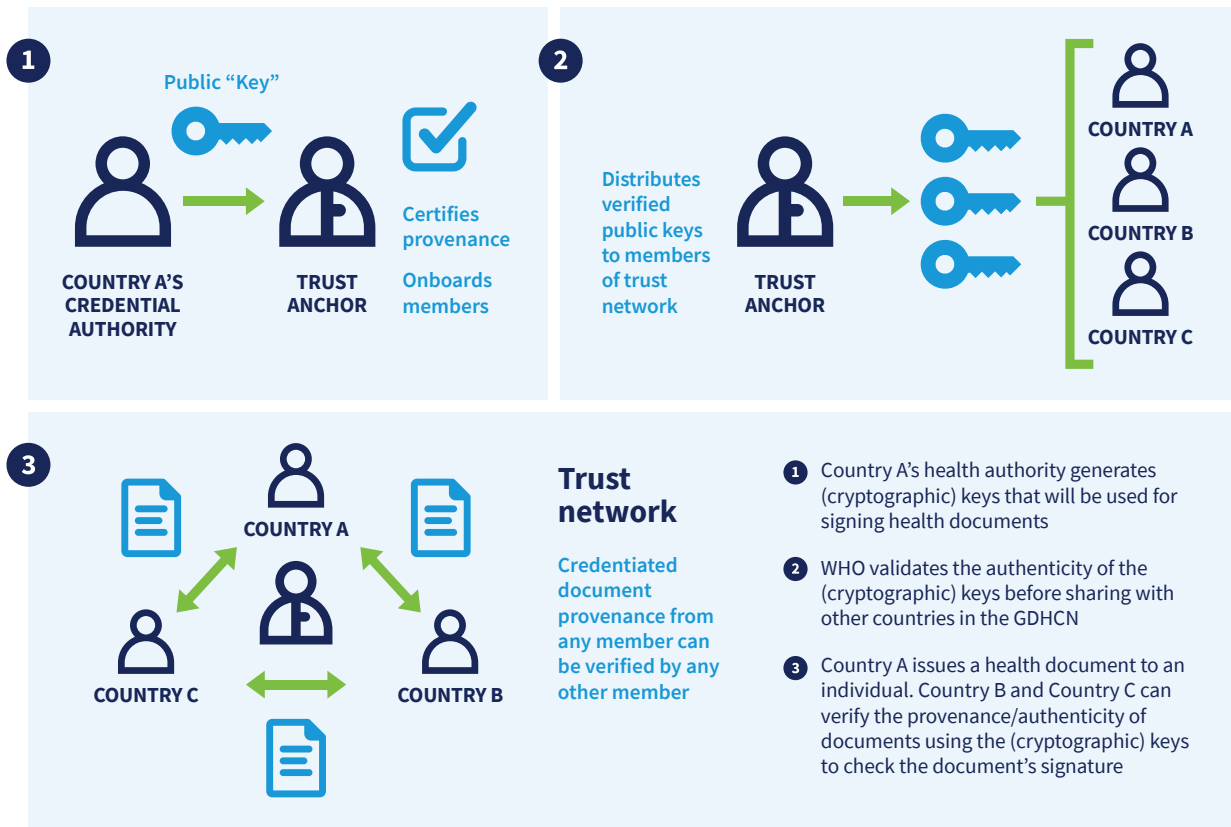 1
Public “Key”
COUNTRY A’S
CREDENTIAL
AUTHORITY
TRUST
ANCHOR
Certifies
provenance
Onboards
members
2
Distributes
verified
public keys
to members
of trust
network
TRUST
ANCHOR
COUNTRY A
COUNTRY B
COUNTRY C
3
COUNTRY A
COUNTRY C
COUNTRY B
Trust
network
Credentiated
document
provenance from
any member can
be verified by any
other member
1 Country A’s health authority generates
(cryptographic) keys that will be used for
signing health documents
2 WHO validates the authenticity of the
(cryptographic) keys before sharing with
other countries in the GDHCN
3 Country A issues a health document to an
individual. Country B and Country C can
verify the provenance/authenticity of
documents using the (cryptographic) keys
to check the document’s signature